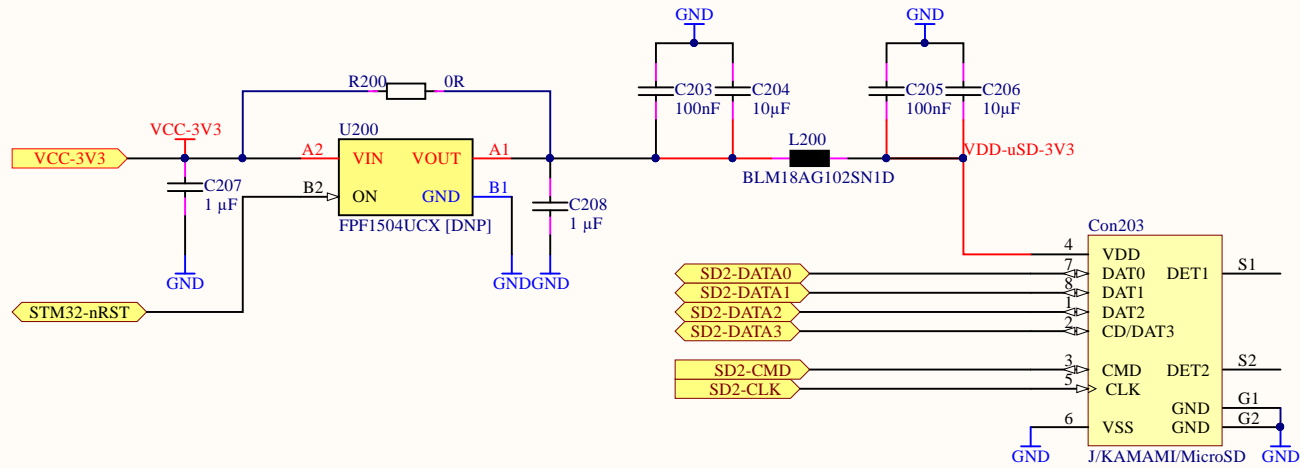 GND
GND
R200 0R
C203
100nF
C204
10µF
C205
100nF
C206
10µF
VCC-3V3
U200
L200
VCC-3V3
A2
VIN
VOUT
A1
VDD-uSD-3V3
BLM18AG102SN1D
C207
1 µF
B2
ON
GND
B1
C208
1 µF
FPF1504UCX [DNP]
Con203
GND
GND
GND
4
VDD
SD2-DATA0
7
DAT0
DET1
S1
SD2-DATA1
8
DAT1
STM32-nRST
SD2-DATA2
1
DAT2
SD2-DATA3
2
CD/DAT3
SD2-CMD
3
CMD
DET2
S2
SD2-CLK
5
CLK
GND
G1
6
VSS
GND
G2
GND
J/KAMAMI/MicroSD
GND